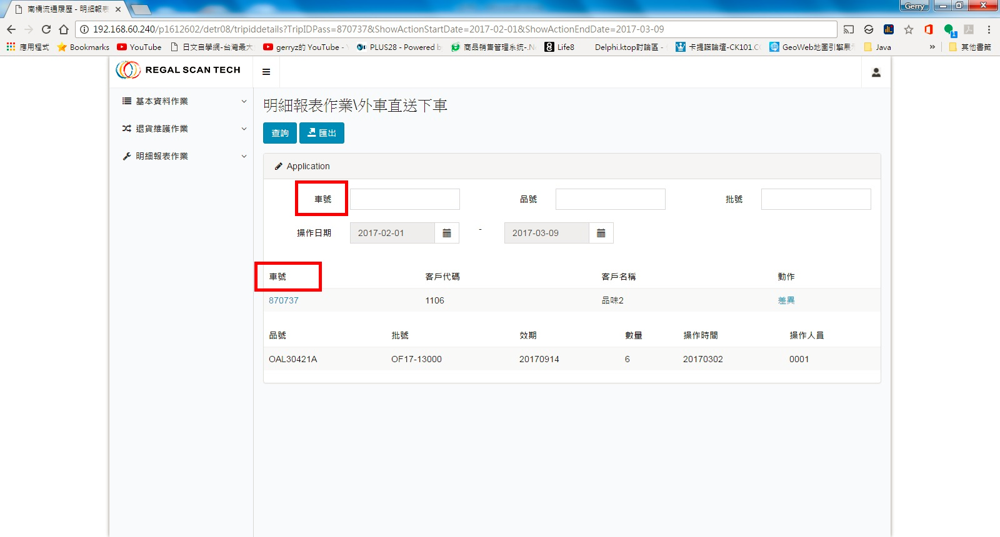 南橋流通履歷 - 明細報表
Gerry
192.168.60.240/p1612602/detr08/tripiddetails?TripIDPass=870737&ShowActionStartDate=2017-02-01&ShowActionEndDate=2017-03-09
應用程式 Bookmarks YouTube 日文自學網-台灣最大 gerryz的 YouTube - PLUS28 - Powered b 商品銷售管理系統-.N Life8 Delphi.ktop討論區 - 卡提諾論壇-CK101.C GeoWeb地圖引擎展示 Java » 其他書籤
REGAL SCAN TECH
基本資料作業
退貨維護作業
明細報表作業
明細報表作業\外車直送下車
查詢 匯出
Application
車號 品號 批號
操作日期 2017-02-01 - 2017-03-09
車號 客戶代碼 客戶名稱 動作
870737 1106 品味2 差異
品號 批號 效期 數量 操作時間 操作人員
OAL30421A OF17-13000 20170914 6 20170302 0001